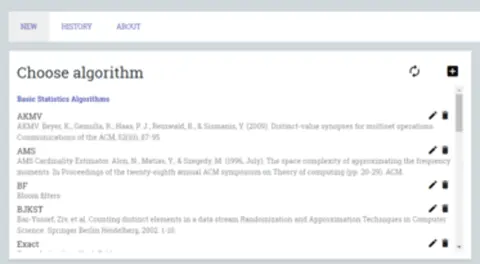 NEW HISTORY ABOUT
Choose algorithm
Basic Statistics Algorithms
AKMV
AKMV Beyer, K., Gemulla, R., Haas, P. J., Reinwald, B., & Sismanis, Y. (2009). Distinct-value synopses for multiset operations.
Communications of the ACM, 52(10), 87-95.
AMS
AMS Cardinality Estimator. Alon, N., Matias, Y., & Szegedy, M. (1996, July). The space complexity of approximating the frequency
moments. In Proceedings of the twenty-eighth annual ACM symposium on Theory of computing (pp. 20-29). ACM.
BF
Bloom filters
BJKST
Bar-Yossef, Ziv, et al. Counting distinct elements in a data stream. Randomization and Approximation Techniques in Computer
Science. Springer Berlin Heidelberg, 2002. 1-10.
Exact